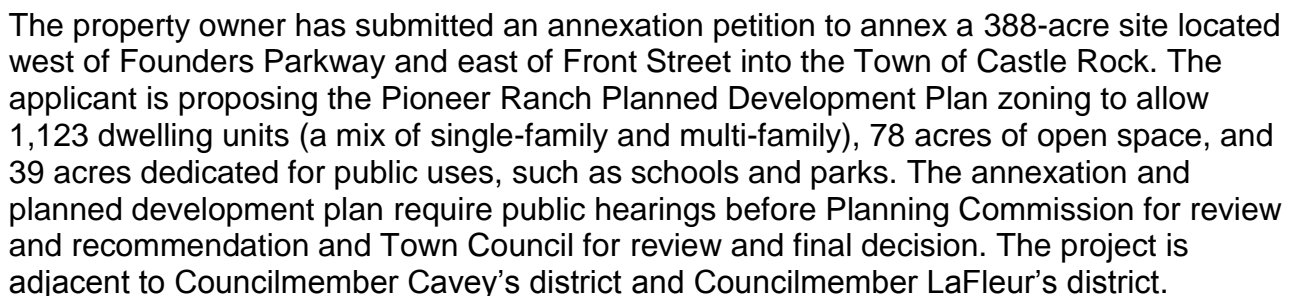 The property owner has submitted an annexation petition to annex a 388-acre site located
west of Founders Parkway and east of Front Street into the Town of Castle Rock. The
applicant is proposing the Pioneer Ranch Planned Development Plan zoning to allow
1,123 dwelling units (a mix of single-family and multi-family), 78 acres of open space, and
39 acres dedicated for public uses, such as schools and parks. The annexation and
planned development plan require public hearings before Planning Commission for review
and recommendation and Town Council for review and final decision. The project is
adjacent to Councilmember Cavey's district and Councilmember LaFleur's district.